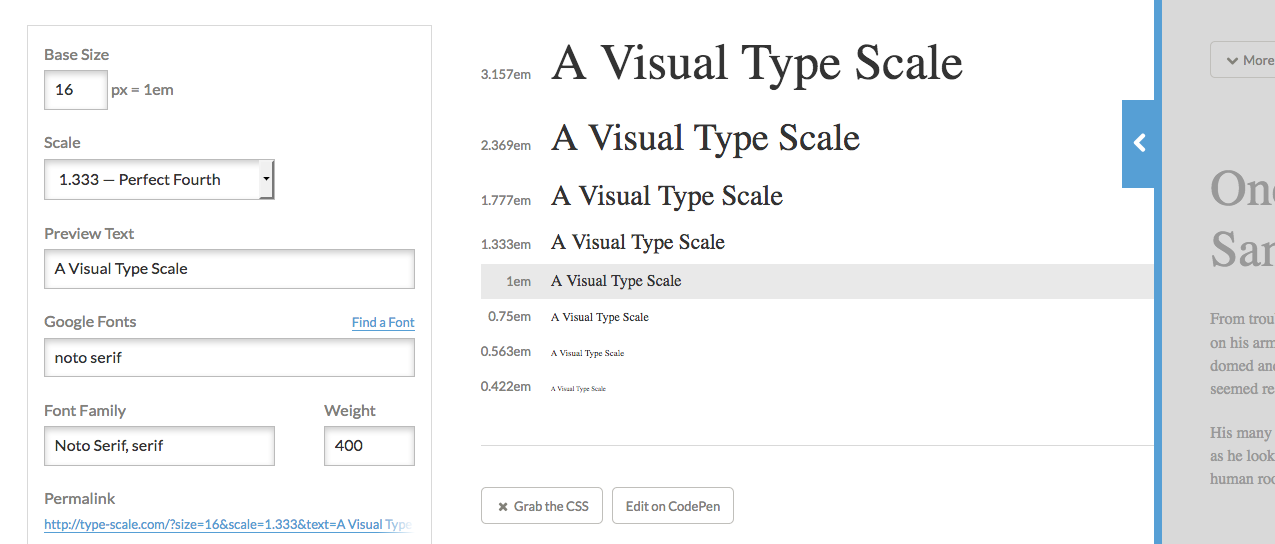 Base Size
16 px = 1em
Scale
1.333 — Perfect Fourth
Preview Text
A Visual Type Scale
Google Fonts Find a Font
noto serif
Font Family Weight
Noto Serif, serif 400
Permalink
http://type-scale.com/?size=16&scale=1.333&text=A Visual Type
3.157em A Visual Type Scale
2.369em A Visual Type Scale
1.777em A Visual Type Scale
1.333em A Visual Type Scale
1em A Visual Type Scale
0.75em A Visual Type Scale
0.563em A Visual Type Scale
0.422em A Visual Type Scale
Grab the CSS Edit on CodePen
More
One
San
From trou
on his arm
domed and
seemed re
His many
as he look
human roo